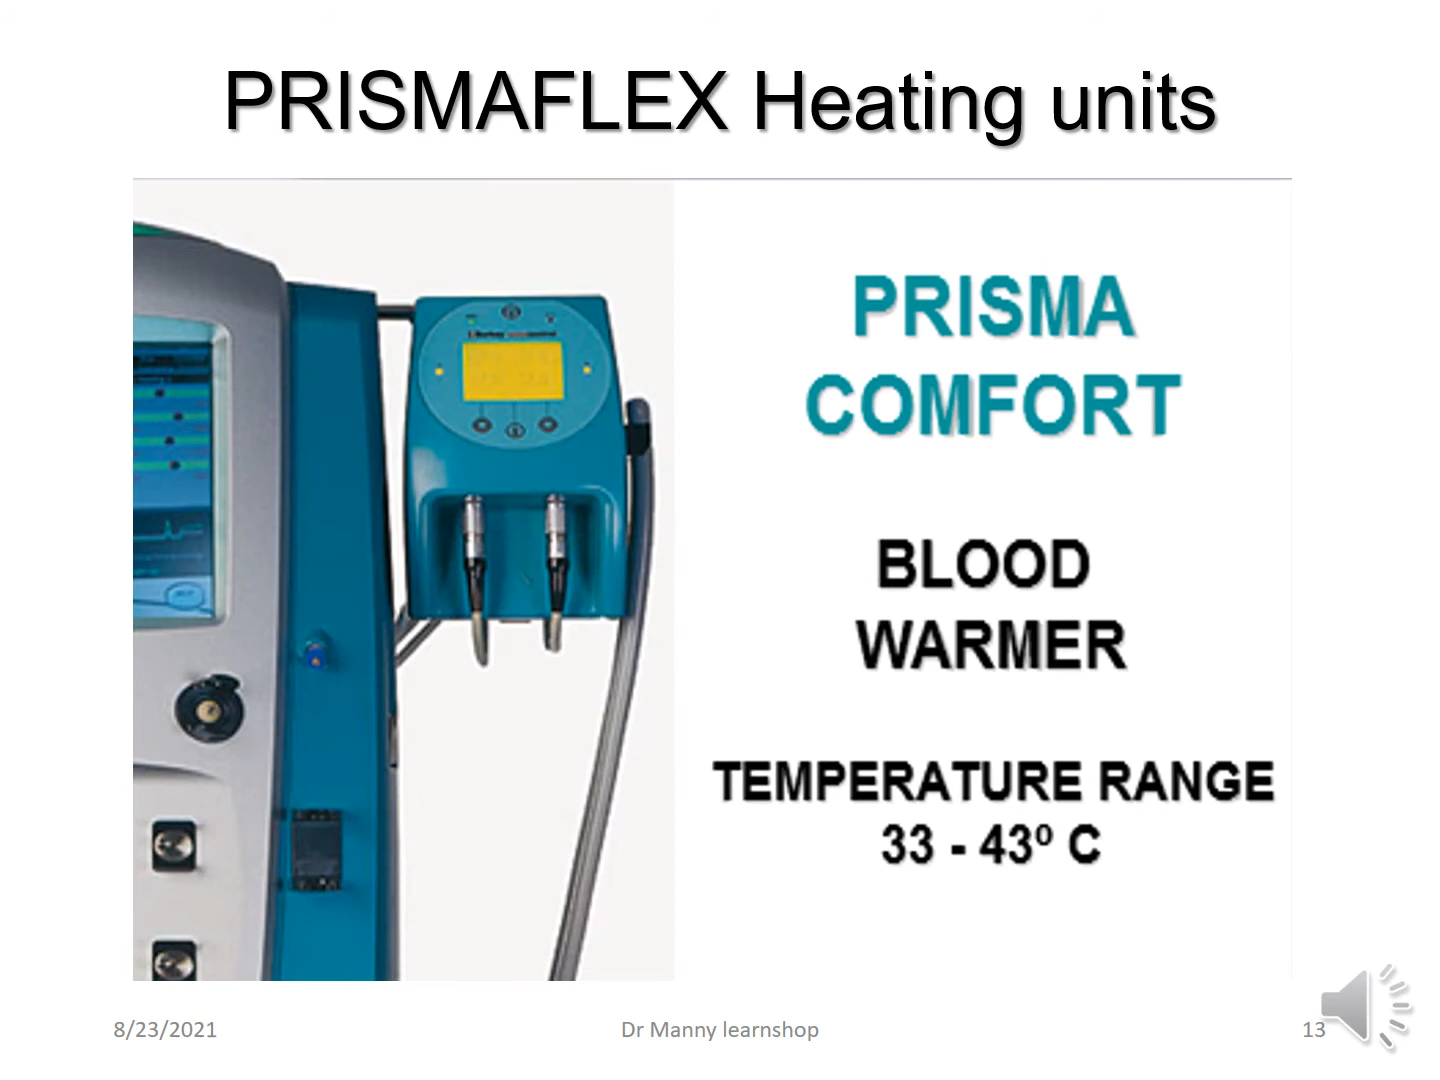 PRISMAFLEX Heating units
PRISMA
COMFORT
BLOOD
WARMER
TEMPERATURE RANGE
33 - 43º C
8/23/2021
Dr Manny learnshop
13